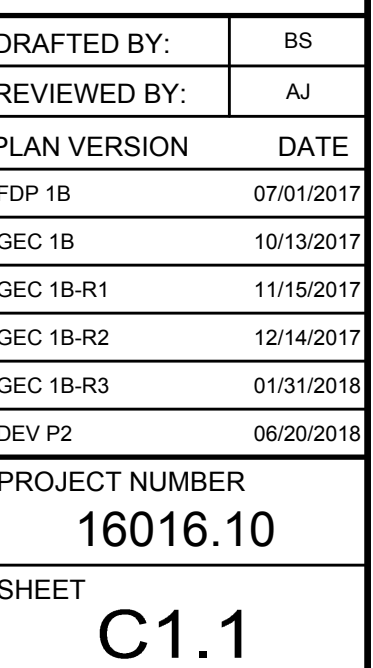 DRAFTED BY: BS
REVIEWED BY: AJ
PLAN VERSION DATE
FDP 1B 07/01/2017
GEC 1B 10/13/2017
GEC 1B-R1 11/15/2017
GEC 1B-R2 12/14/2017
GEC 1B-R3 01/31/2018
DEV P2 06/20/2018
PROJECT NUMBER
16016.10
SHEET
C1.1